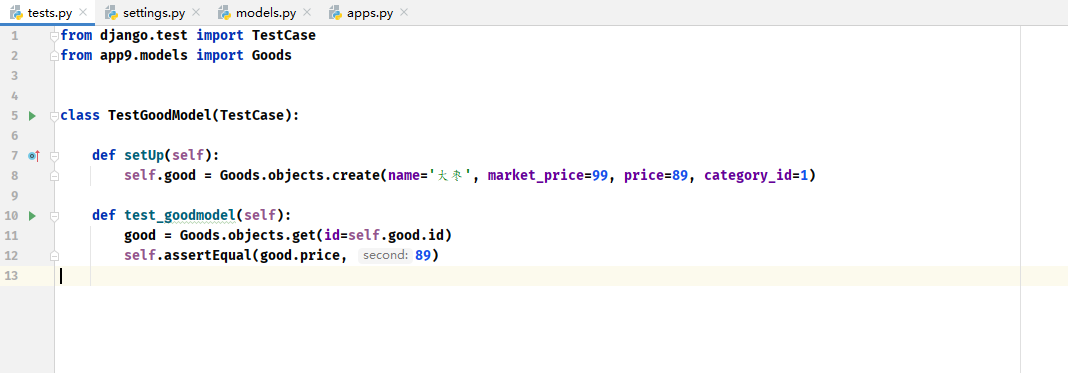 tests.py settings.py models.py apps.py
1 from django.test import TestCase
2 from app9.models import Goods
3
4
5 class TestGoodModel(TestCase):
6
7 def setUp(self):
8 self.good = Goods.objects.create(name='大枣', market_price=99, price=89, category_id=1)
9
10 def test_goodmodel(self):
11 good = Goods.objects.get(id=self.good.id)
12 self.assertEqual(good.price, second: 89)
13